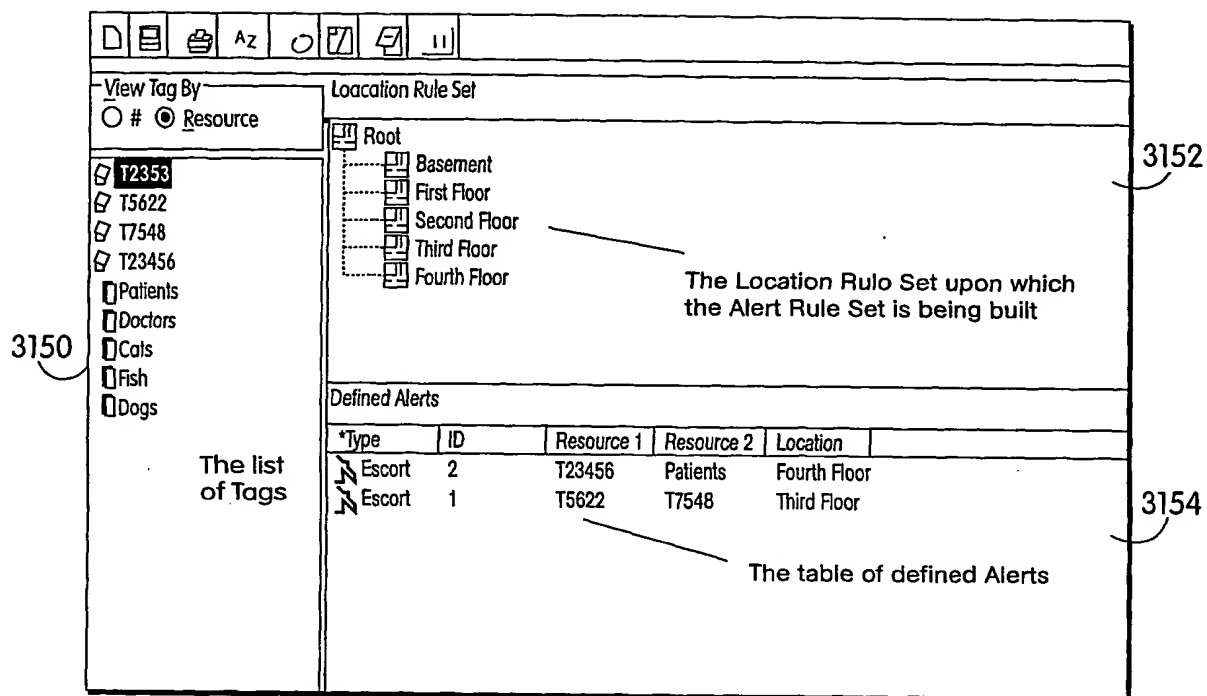 AZ
View Tag By
# Resource
Loacation Rule Set
T2353
T5622
T7548
T23456
Patients
Doctors
Cats
Fish
Dogs
The list
of Tags
3150
Root
Basement
First Floor
Second Floor
Third Floor
Fourth Floor
3152
The Location Rulo Set upon which
the Alert Rule Set is being built
Defined Alerts
*Type ID Resource 1 Resource 2 Location
Escort 2 T23456 Patients Fourth Floor
Escort 1 T5622 T7548 Third Floor
3154
The table of defined Alerts